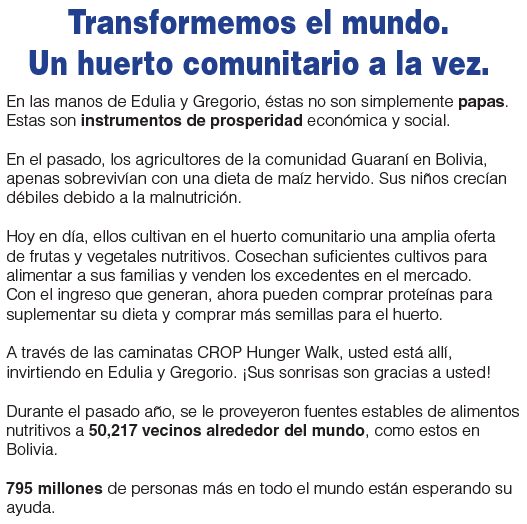 Transformemos el mundo.
Un huerto comunitario a la vez.
En las manos de Edulia y Gregorio, éstas no son simplemente papas.
Estas son instrumentos de prosperidad económica y social.
En el pasado, los agricultores de la comunidad Guaraní en Bolivia,
apenas sobrevivían con una dieta de maíz hervido. Sus niños crecían
débiles debido a la malnutrición.
Hoy en día, ellos cultivan en el huerto comunitario una amplia oferta
de frutas y vegetales nutritivos. Cosechan suficientes cultivos para
alimentar a sus familias y venden los excedentes en el mercado.
Con el ingreso que generan, ahora pueden comprar proteínas para
suplementar su dieta y comprar más semillas para el huerto.
A través de las caminatas CROP Hunger Walk, usted está allí,
invirtiendo en Edulia y Gregorio. ¡Sus sonrisas son gracias a usted!
Durante el pasado año, se le proveyeron fuentes estables de alimentos
nutritivos a 50,217 vecinos alrededor del mundo, como estos en
Bolivia.
795 millones de personas más en todo el mundo están esperando su
ayuda.